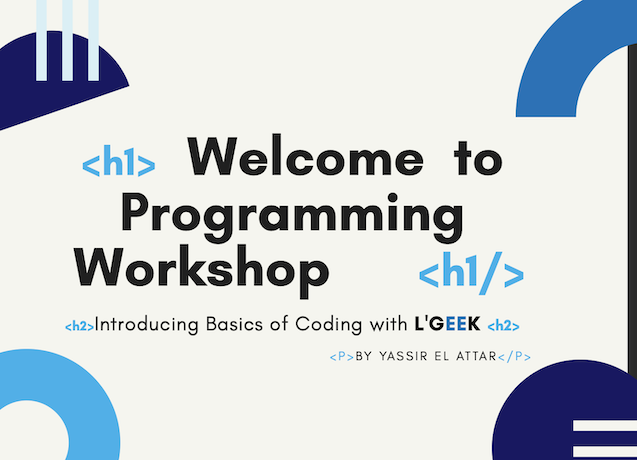 <h1> Welcome to
Programming
Workshop <h1/>
<h2>Introducing Basics of Coding with L'GEEK <h2>
<P>BY YASSIR EL ATTAR</P>